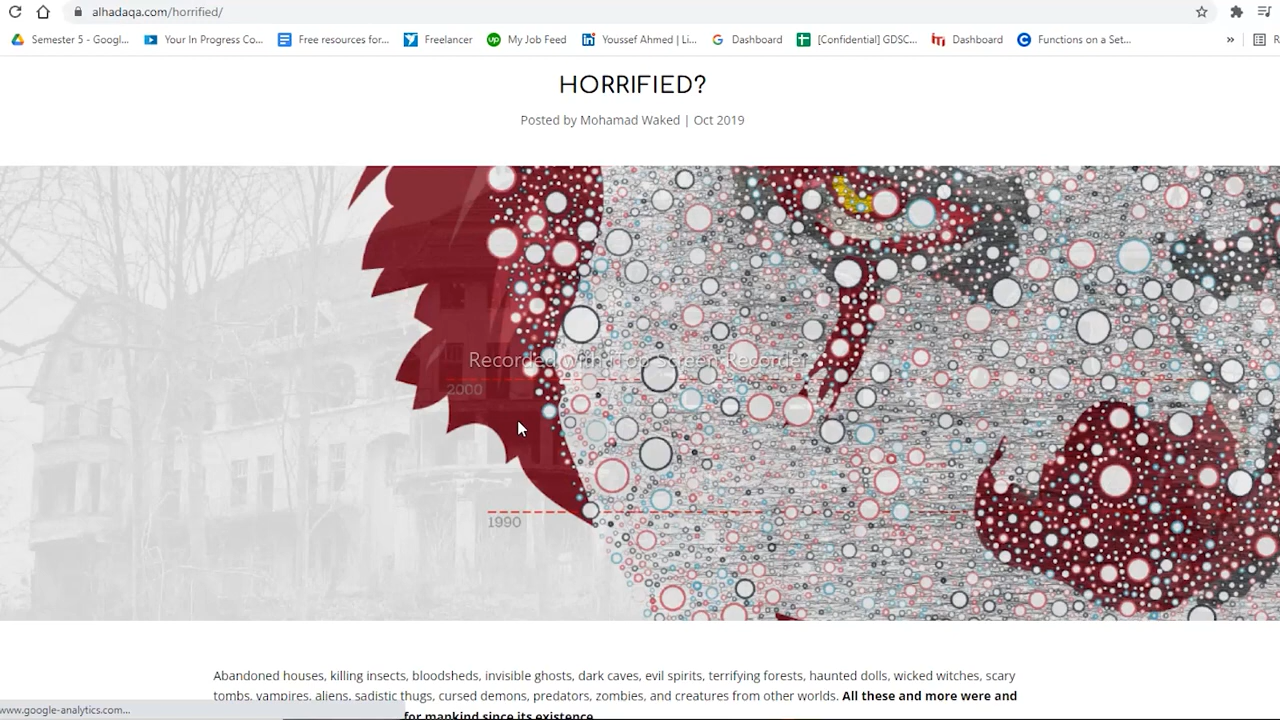 alhadaqa.com/horrified/
Semester 5 - Googl... Your In Progress Co... Free resources for... Freelancer My Job Feed Youssef Ahmed | Li... Dashboard [Confidential] GDSC... Dashboard Functions on a Set... » R
HORRIFIED?
Posted by Mohamad Waked | Oct 2019
Recorded with iTop Screen Recorder
2000
1990
Abandoned houses, killing insects, bloodsheds, invisible ghosts, dark caves, evil spirits, terrifying forests, haunted dolls, wicked witches, scary
tombs, vampires, aliens, sadistic thugs, cursed demons, predators, zombies, and creatures from other worlds. All these and more were and
for mankind since its existence.
www.google-analytics.com...